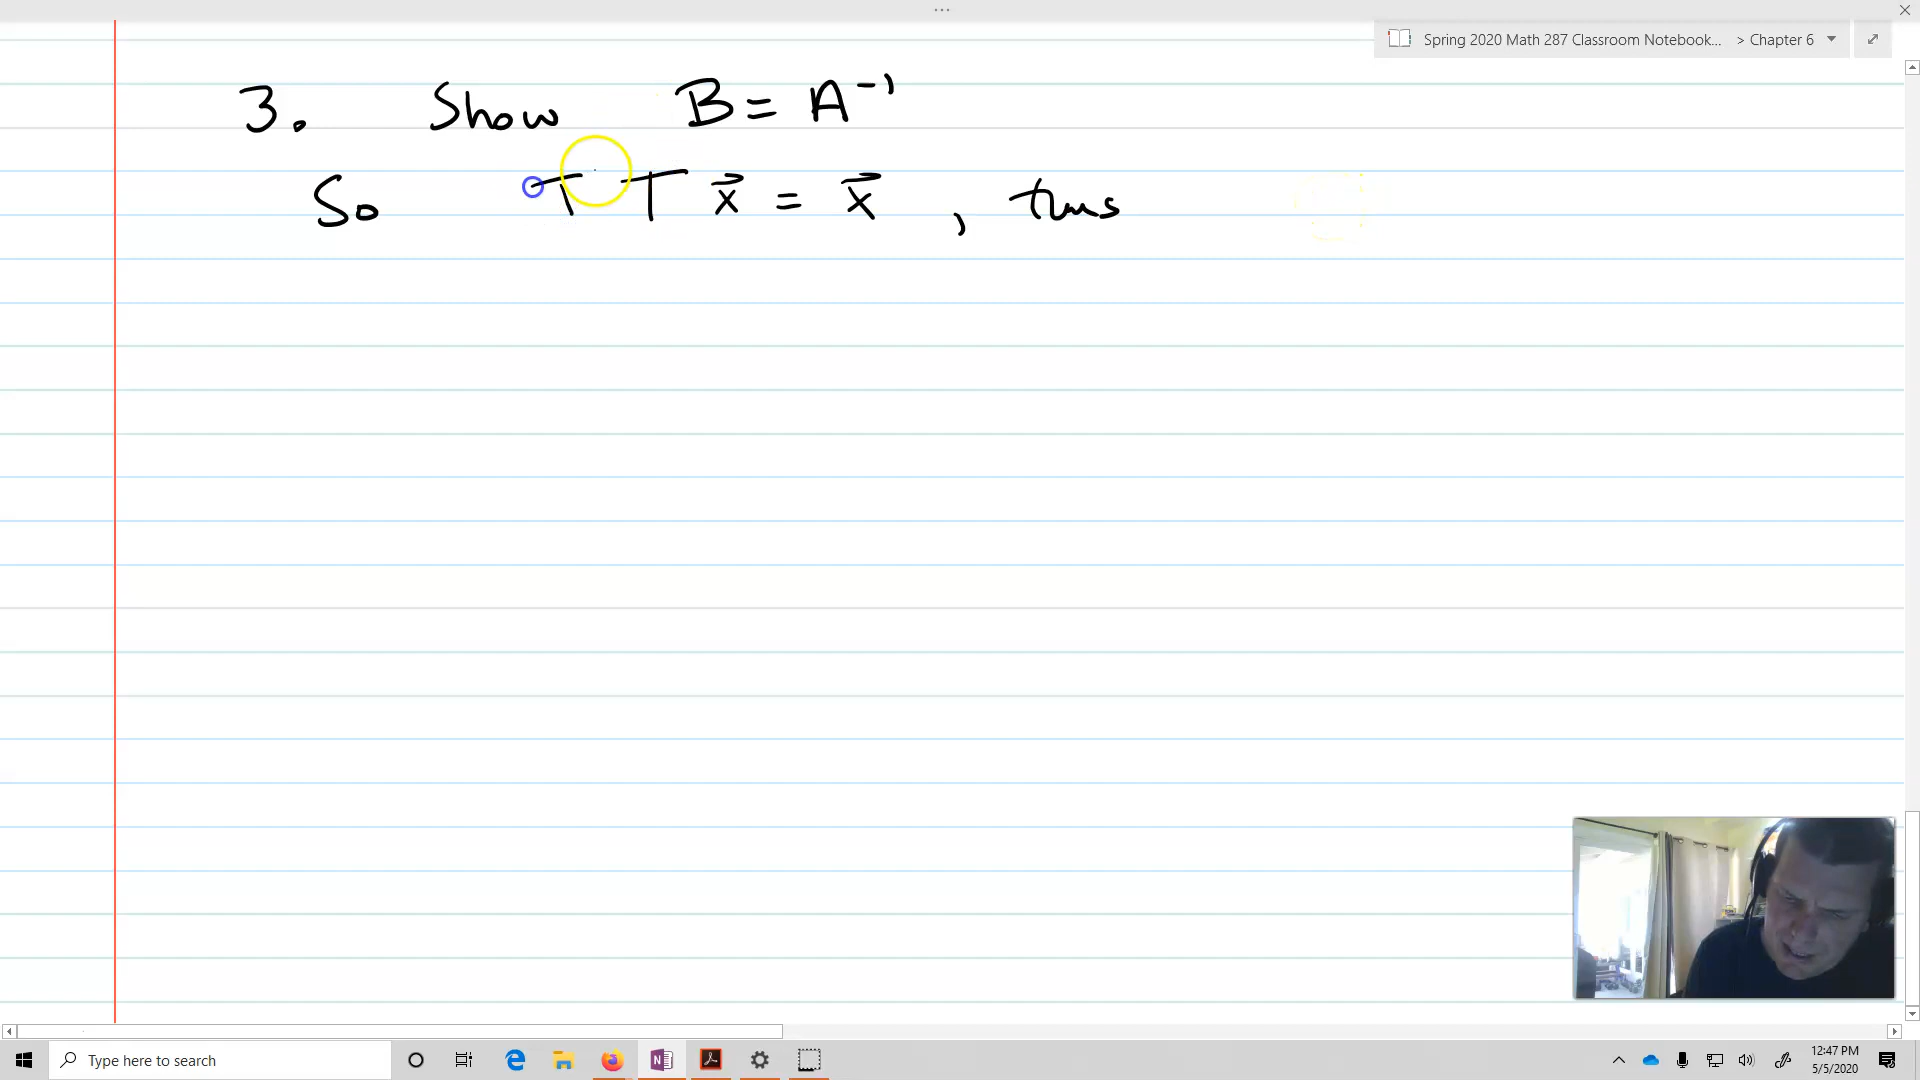 Spring 2020 Math 287 Classroom Notebook... > Chapter 6
3. Show B = A⁻¹
So T T x⃗ = x⃗ , thus
Type here to search
12:47 PM
5/5/2020